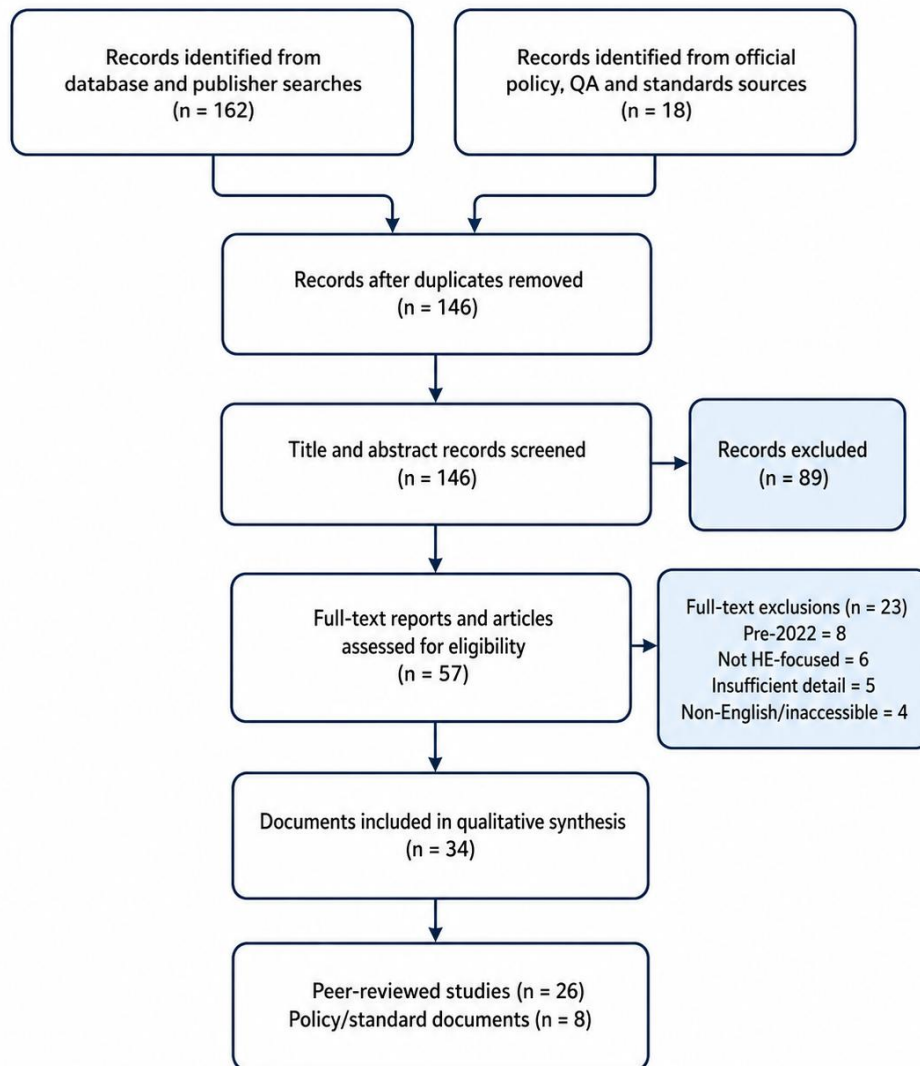 Records identified from
database and publisher searches
(n = 162)
Records identified from official
policy, QA and standards sources
(n = 18)
Records after duplicates removed
(n = 146)
Title and abstract records screened
(n = 146)
Records excluded
(n = 89)
Full-text reports and articles
assessed for eligibility
(n = 57)
Full-text exclusions (n = 23)
Pre-2022 = 8
Not HE-focused = 6
Insufficient detail = 5
Non-English/inaccessible = 4
Documents included in qualitative synthesis
(n = 34)
Peer-reviewed studies (n = 26)
Policy/standard documents (n = 8)